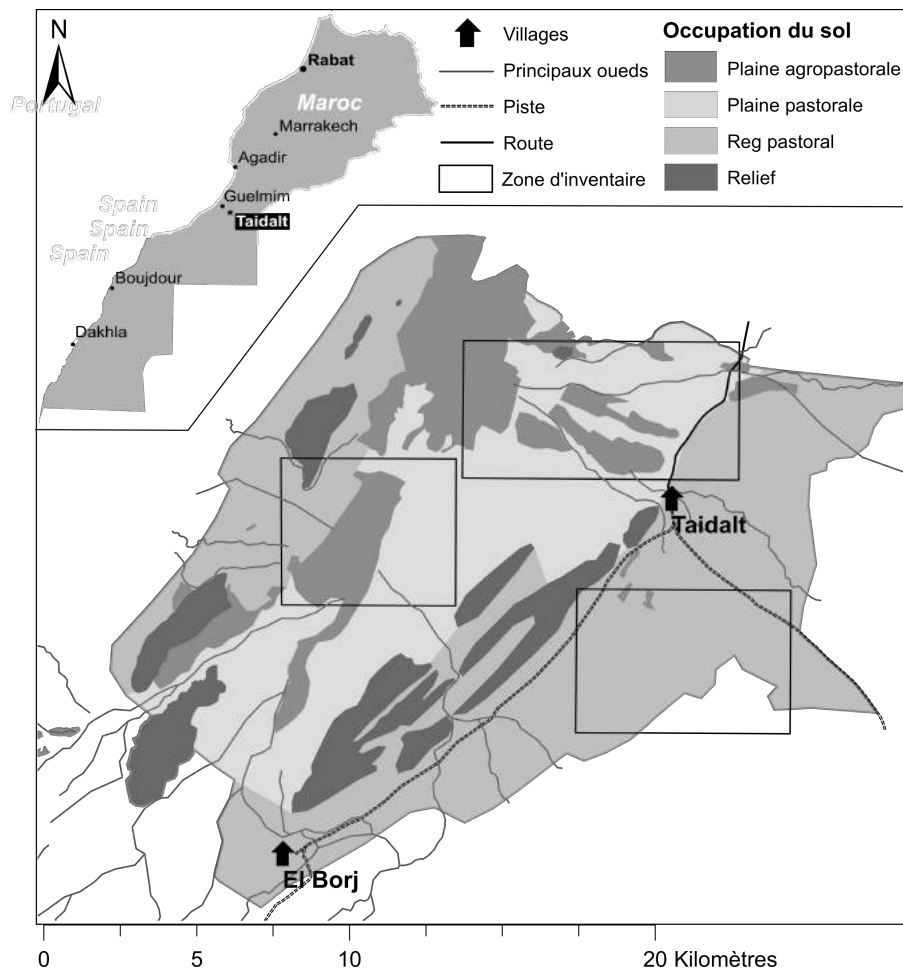 N
Portugal
Rabat
Maroc
Marrakech
Agadir
Guelmim
Taidalt
Spain
Spain
Spain
Boujdour
Dakhla
Villages
Principaux oueds
Piste
Route
Zone d'inventaire
Occupation du sol
Plaine agropastorale
Plaine pastorale
Reg pastoral
Relief
Taidalt
El Borj
0 5 10 20 Kilomètres